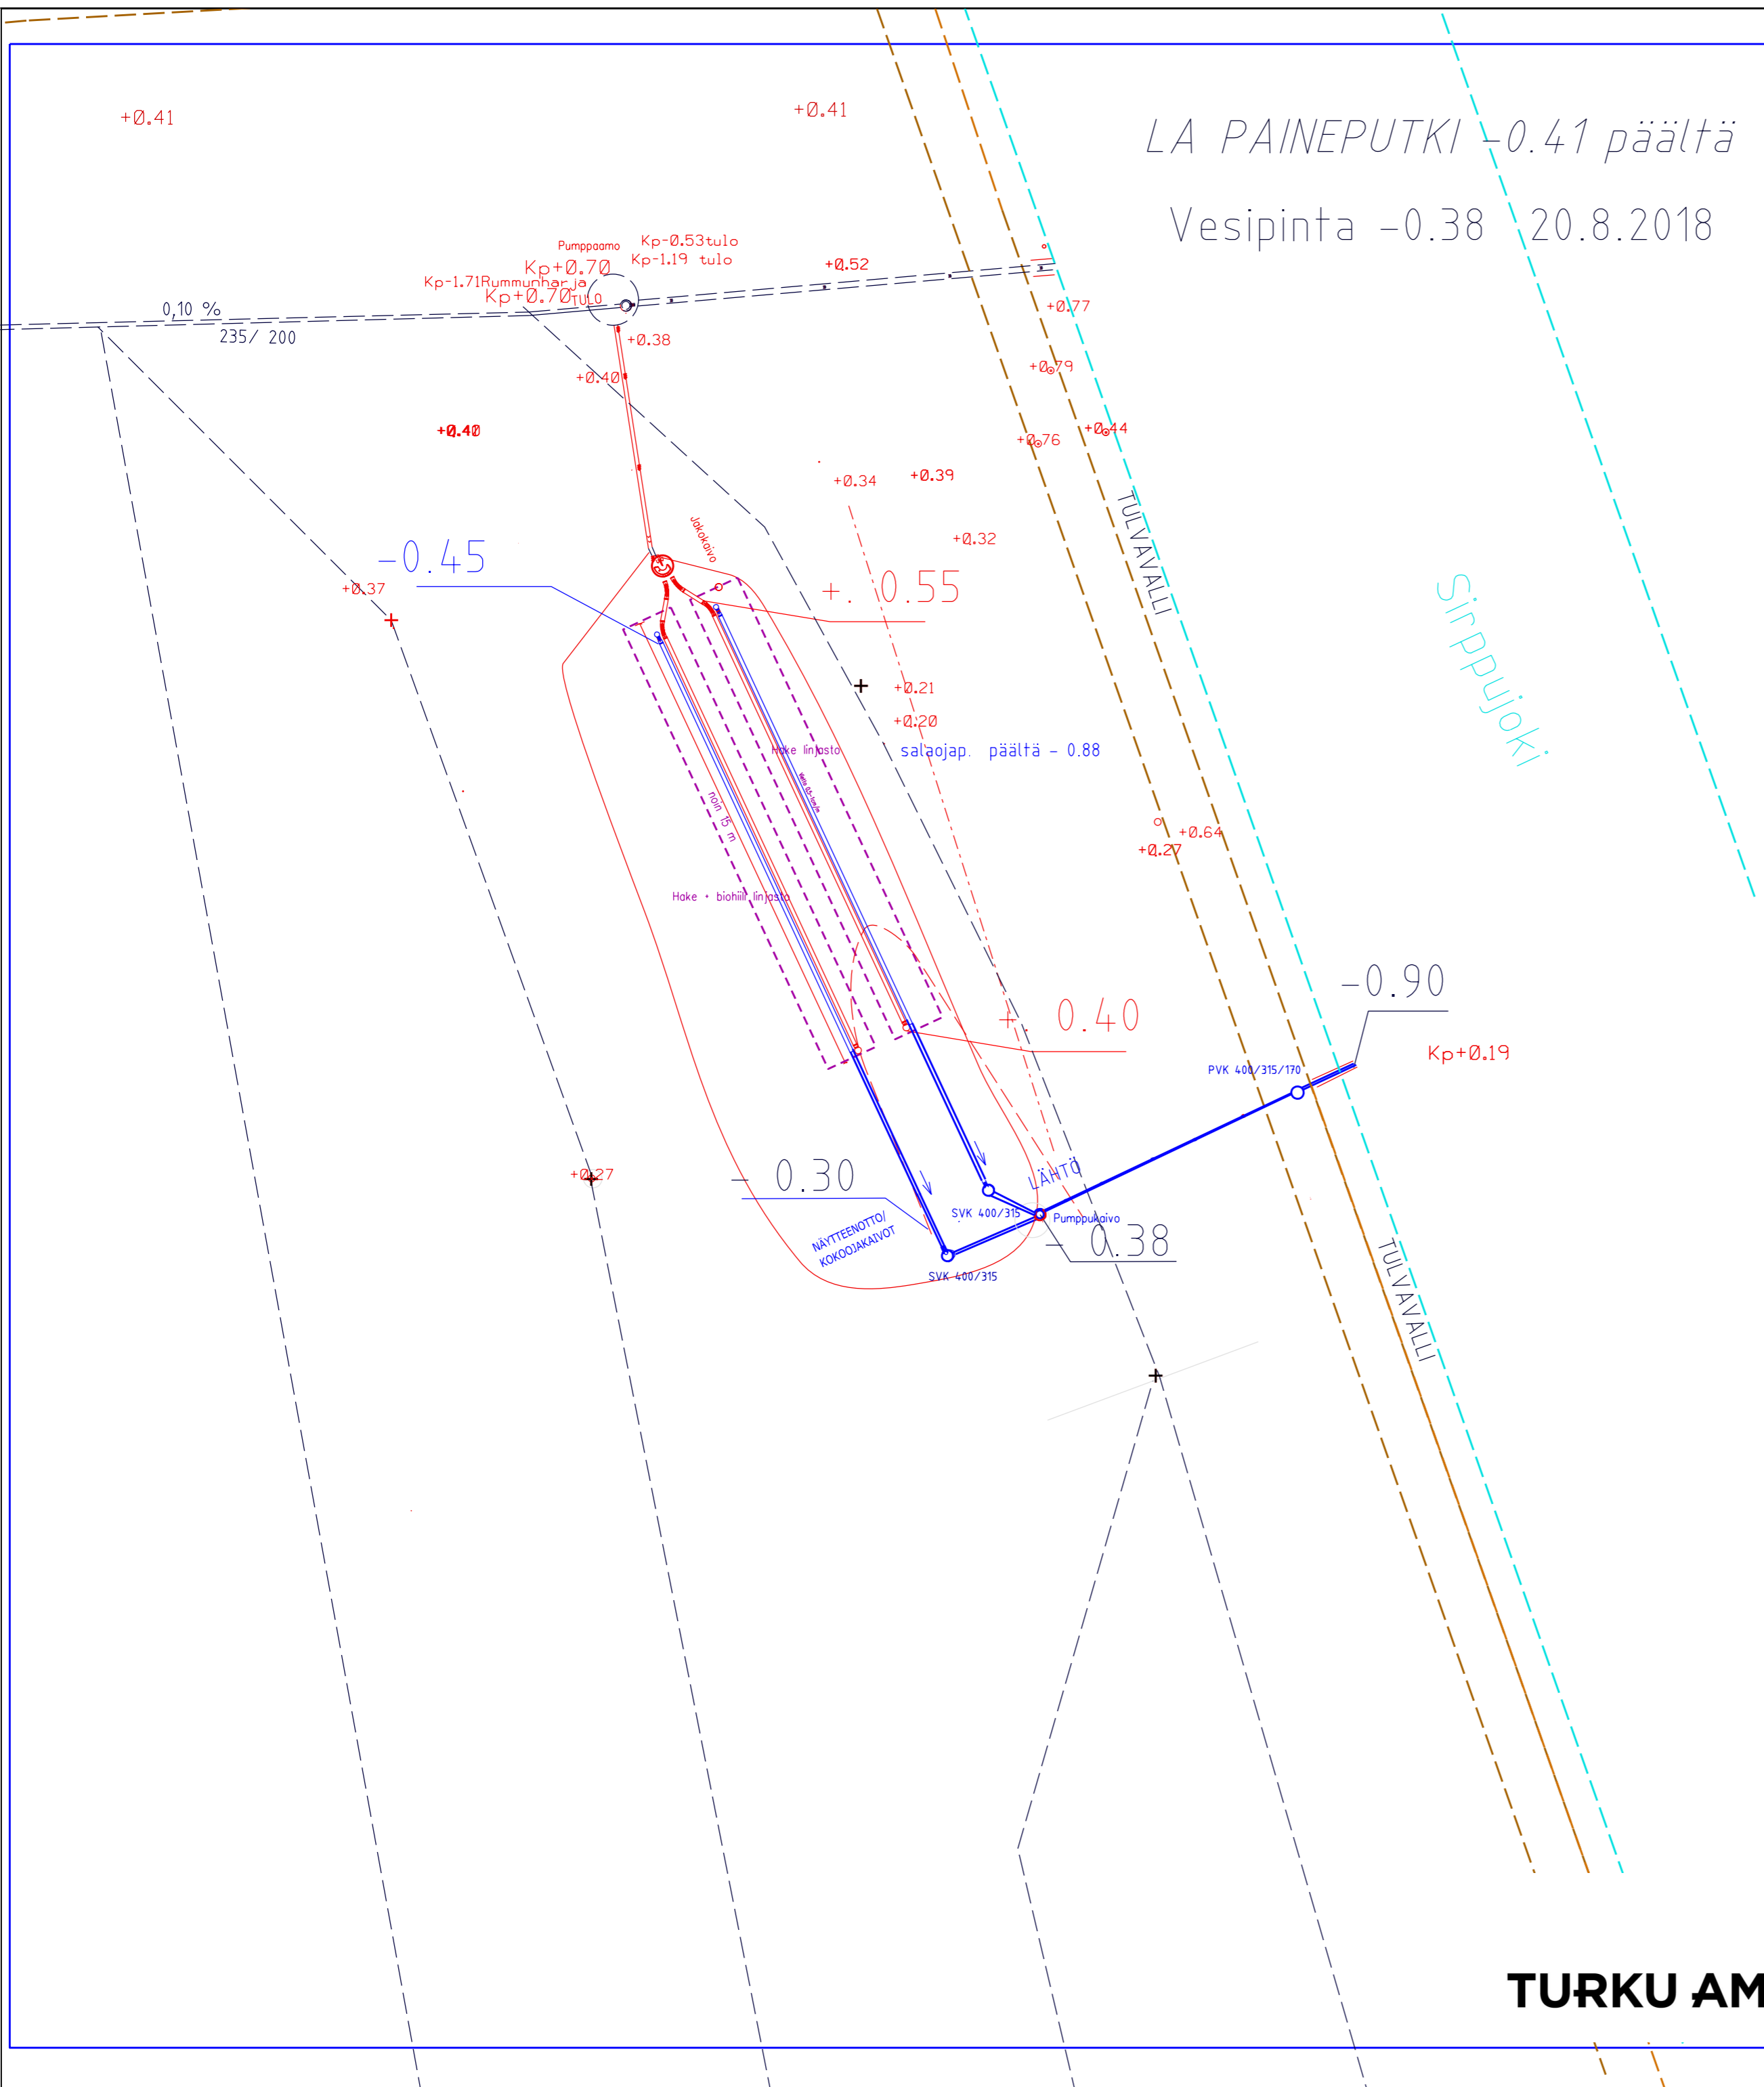 +0.41
+0.41
LA PAINEPUTKI -0.41 päältä
Vesipinta -0.38 20.8.2018
Pumppaamo
Kp-0.53tulo
Kp-1.19 tulo
Kp+0.70
Kp-1.71Rummunharja
Kp+0.70
TULO
+0.52
0,10 %
235/ 200
+0.77
+0.38
+0.40
+0.79
+0.44
+0.76
+0.34
+0.39
+0.32
Jakokaivo
TULVAVALLI
-0.45
+. 0.55
+0.37
Sirppujoki
+0.21
+0.20
Hake linjasto
salaojap. päältä - 0.88
noin 15 m
+0.64
+0.27
Hake + biohiili linjasto
-0.90
+. 0.40
Kp+0.19
PVK 400/315/170
+0.27
- 0.30
LÄHTÖ
SVK 400/315
Pumppukaivo
NÄYTTEENOTTO/
KOKOOJAKAIVOT
- 0.38
SVK 400/315
TULVAVALLI
TURKU AM